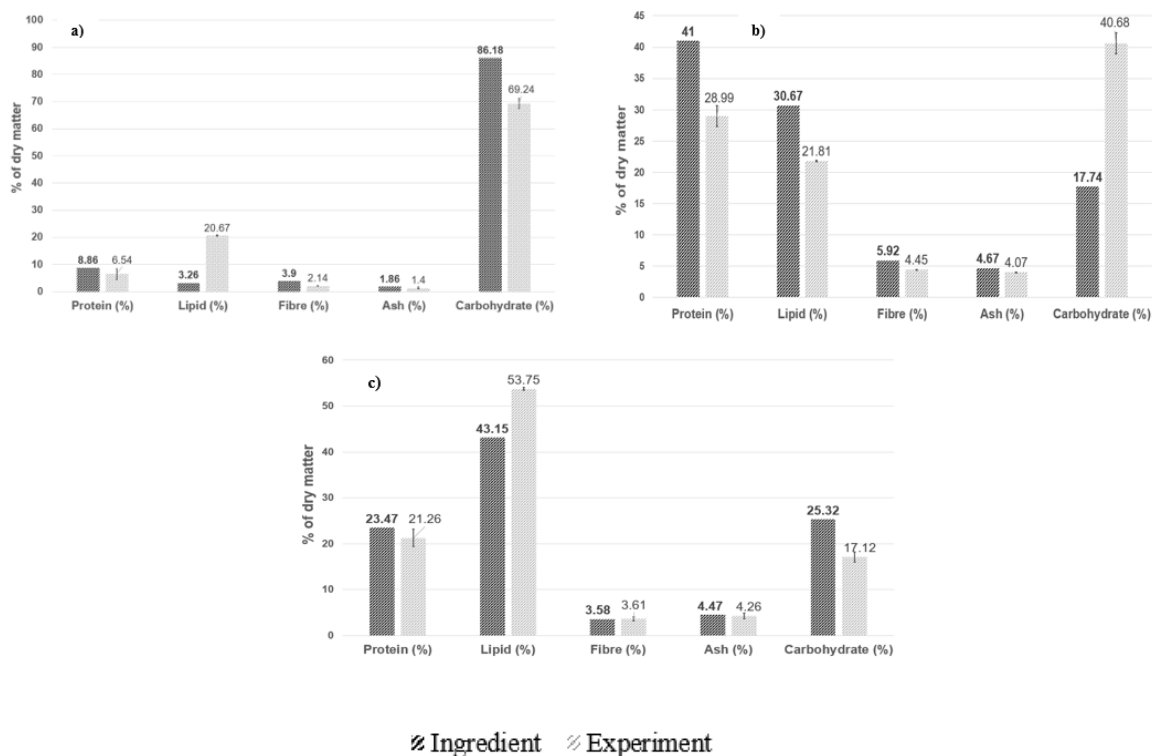 a)
% of dry matter
100
90
80
70
60
50
40
30
20
10
0
8.86
6.54
3.26
20.67
3.9
2.14
1.86
1.4
86.18
69.24
Protein (%)
Lipid (%)
Fibre (%)
Ash (%)
Carbohydrate (%)
b)
% of dry matter
45
40
35
30
25
20
15
10
5
0
41
28.99
30.67
21.81
5.92
4.45
4.67
4.07
17.74
40.68
Protein (%)
Lipid (%)
Fibre (%)
Ash (%)
Carbohydrate (%)
c)
% of dry matter
60
50
40
30
20
10
0
23.47
21.26
43.15
53.75
3.58
3.61
4.47
4.26
25.32
17.12
Protein (%)
Lipid (%)
Fibre (%)
Ash (%)
Carbohydrate (%)
Ingredient
Experiment